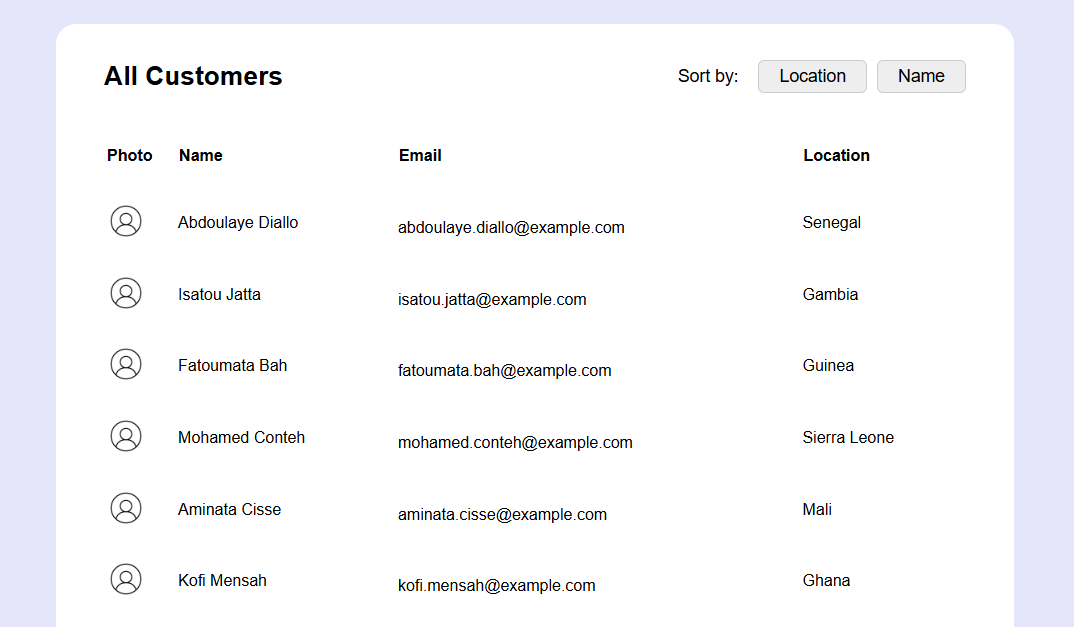 All Customers
Sort by: Location Name
Photo Name Email Location
Abdoulaye Diallo abdoulaye.diallo@example.com Senegal
Isatou Jatta isatou.jatta@example.com Gambia
Fatoumata Bah fatoumata.bah@example.com Guinea
Mohamed Conteh mohamed.conteh@example.com Sierra Leone
Aminata Cisse aminata.cisse@example.com Mali
Kofi Mensah kofi.mensah@example.com Ghana